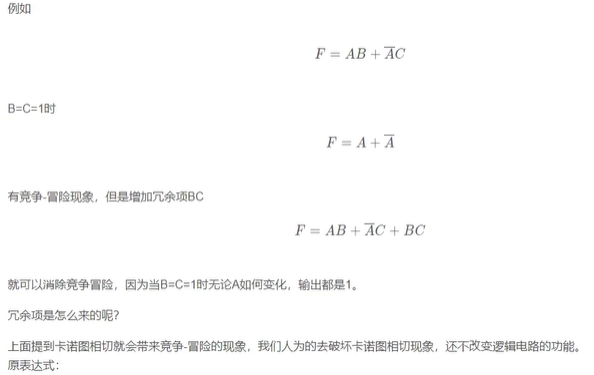 例如
F = AB + A̅C
B=C=1时
F = A + A̅
有竞争-冒险现象，但是增加冗余项BC
F = AB + A̅C + BC
就可以消除竞争冒险，因为当B=C=1时无论A如何变化，输出都是1。
冗余项是怎么来的呢?
上面提到卡诺图相切就会带来竞争-冒险的现象，我们人为的去破坏卡诺图相切现象，还不改变逻辑电路的功能。
原表达式：